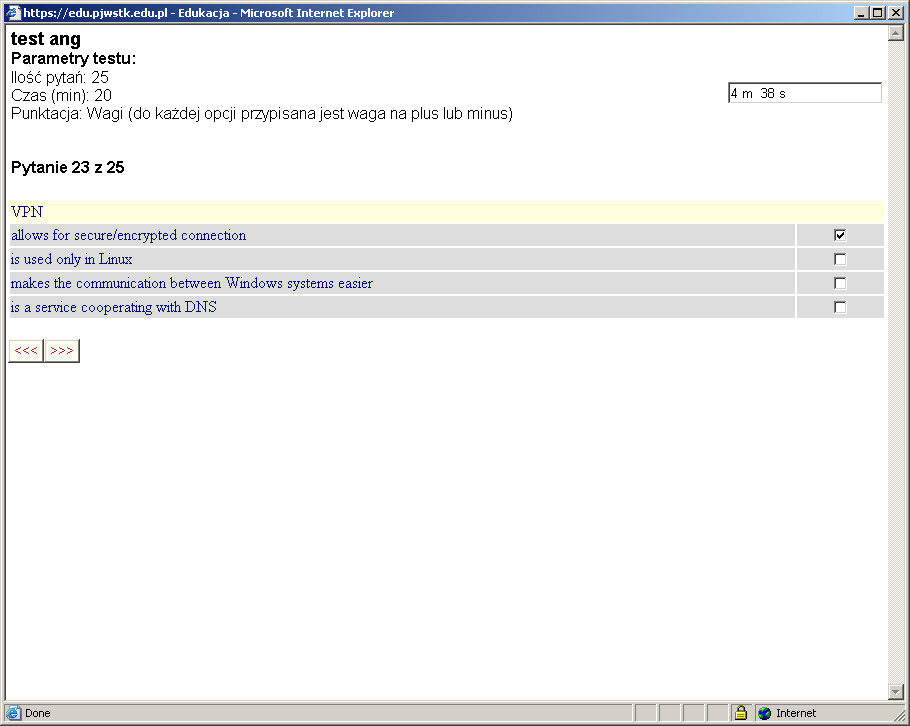 https://edu.pjwstk.edu.pl - Edukacja - Microsoft Internet Explorer
test ang
Parametry testu:
Ilość pytań: 25
Czas (min): 20
4 m 38 s
Punktacja: Wagi (do każdej opcji przypisana jest waga na plus lub minus)
Pytanie 23 z 25
VPN
allows for secure/encrypted connection
is used only in Linux
makes the communication between Windows systems easier
is a service cooperating with DNS
<<< >>>
Done Internet